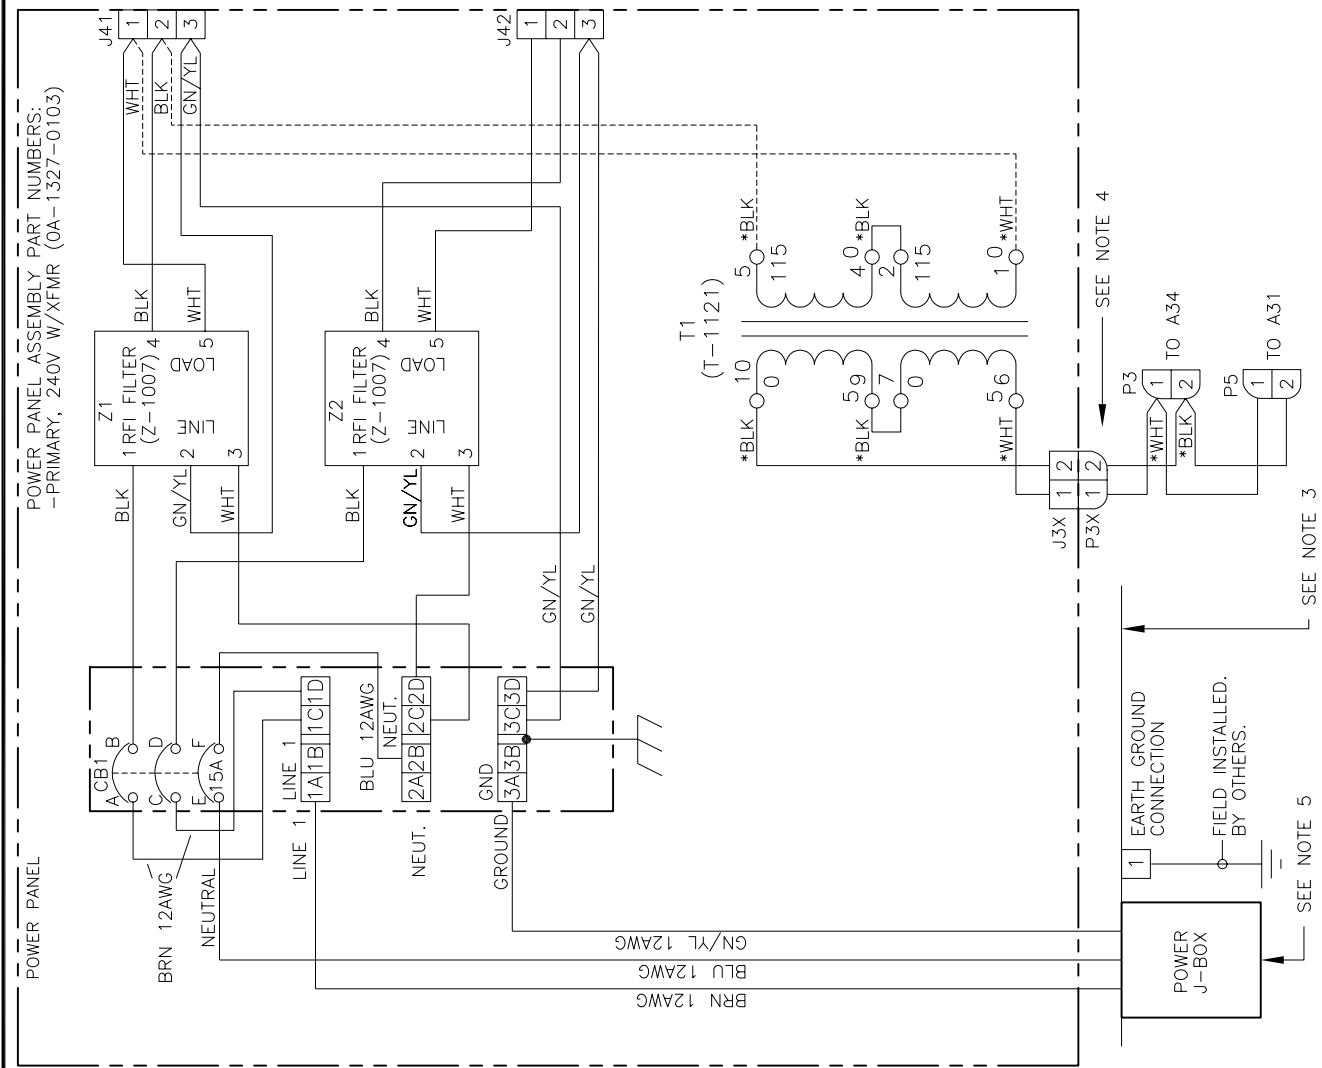 POWER PANEL
POWER PANEL ASSEMBLY PART NUMBERS:
-PRIMARY, 240V W/XFMR (0A-1327-0103)
J41
1
2
3
WHT
BLK
GN/YL
J42
1
2
3
BLK
WHT
BLK
WHT
Z1
1 RFI FILTER 4
(Z-1007)
LOAD
5
LINE
2
3
Z2
1 RFI FILTER 4
(Z-1007)
LOAD
5
LINE
2
3
BLK
GN/YL
WHT
BLK
GN/YL
WHT
GN/YL
GN/YL
CB1
A
B
C
D
E
F
15A
BRN 12AWG
NEUTRAL
LINE 1
LINE 1
1A 1B 1C 1D
BLU 12AWG
NEUT.
NEUT.
2A 2B 2C 2D
GND
GROUND
3A 3B 3C 3D
GN/YL 12AWG
BLU 12AWG
BRN 12AWG
T1
(T-1121)
*BLK
10
0
*BLK
5 9
7
0
*WHT
5 6
*BLK
5
115
*BLK
4 0
2
115
*WHT
1 0
J3X
1 2
P3X
1 2
SEE NOTE 4
P3
1
2
TO A34
*WHT
*BLK
P5
1
2
TO A31
SEE NOTE 3
1
EARTH GROUND
CONNECTION
FIELD INSTALLED.
BY OTHERS.
POWER
J-BOX
SEE NOTE 5